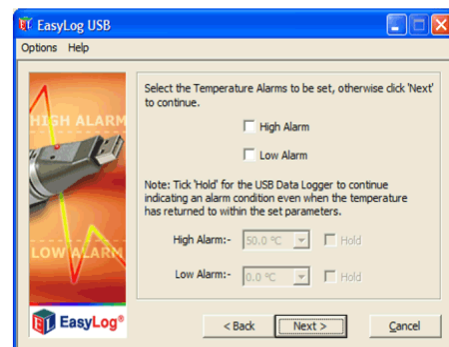 EasyLog USB
Options Help
Select the Temperature Alarms to be set, otherwise click 'Next'
to continue.
High Alarm
Low Alarm
Note: Tick 'Hold' for the USB Data Logger to continue
indicating an alarm condition even when the temperature
has returned to within the set parameters.
High Alarm:- 50.0 ºC Hold
Low Alarm:- 0.0 ºC Hold
HIGH ALARM
LOW ALARM
EL EasyLog®
< Back Next > Cancel